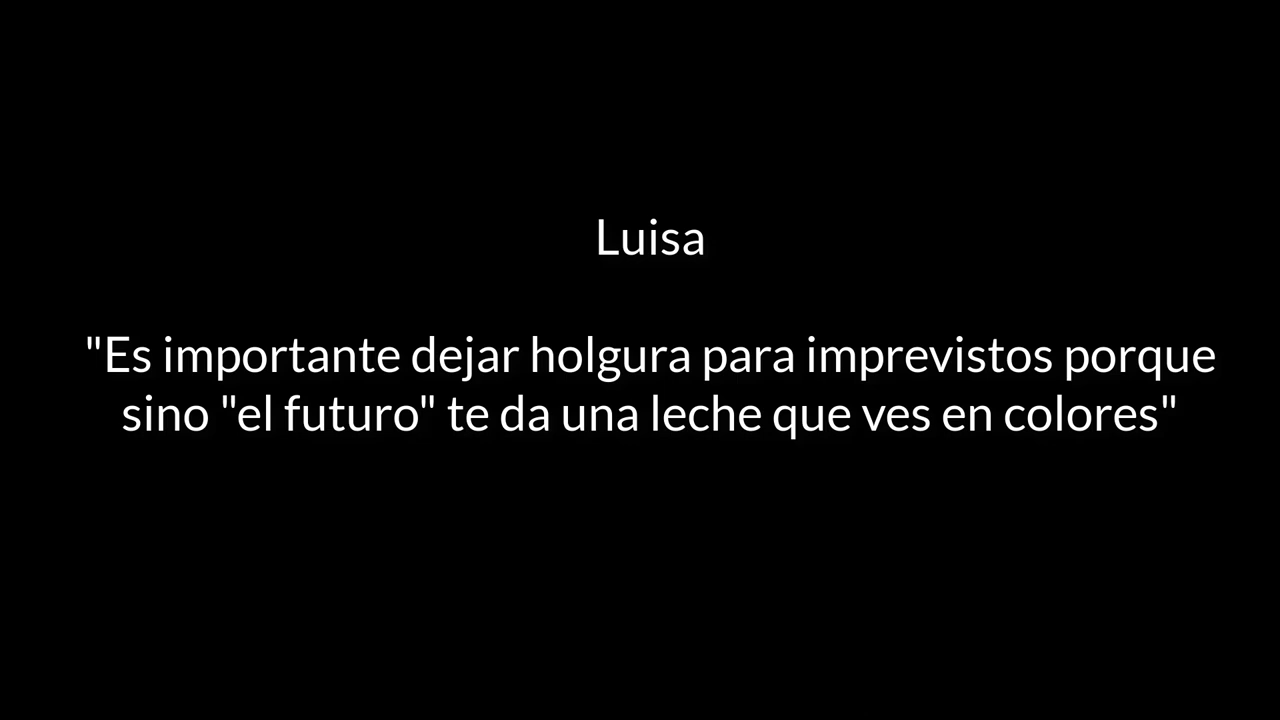 Luisa
"Es importante dejar holgura para imprevistos porque
sino "el futuro" te da una leche que ves en colores"